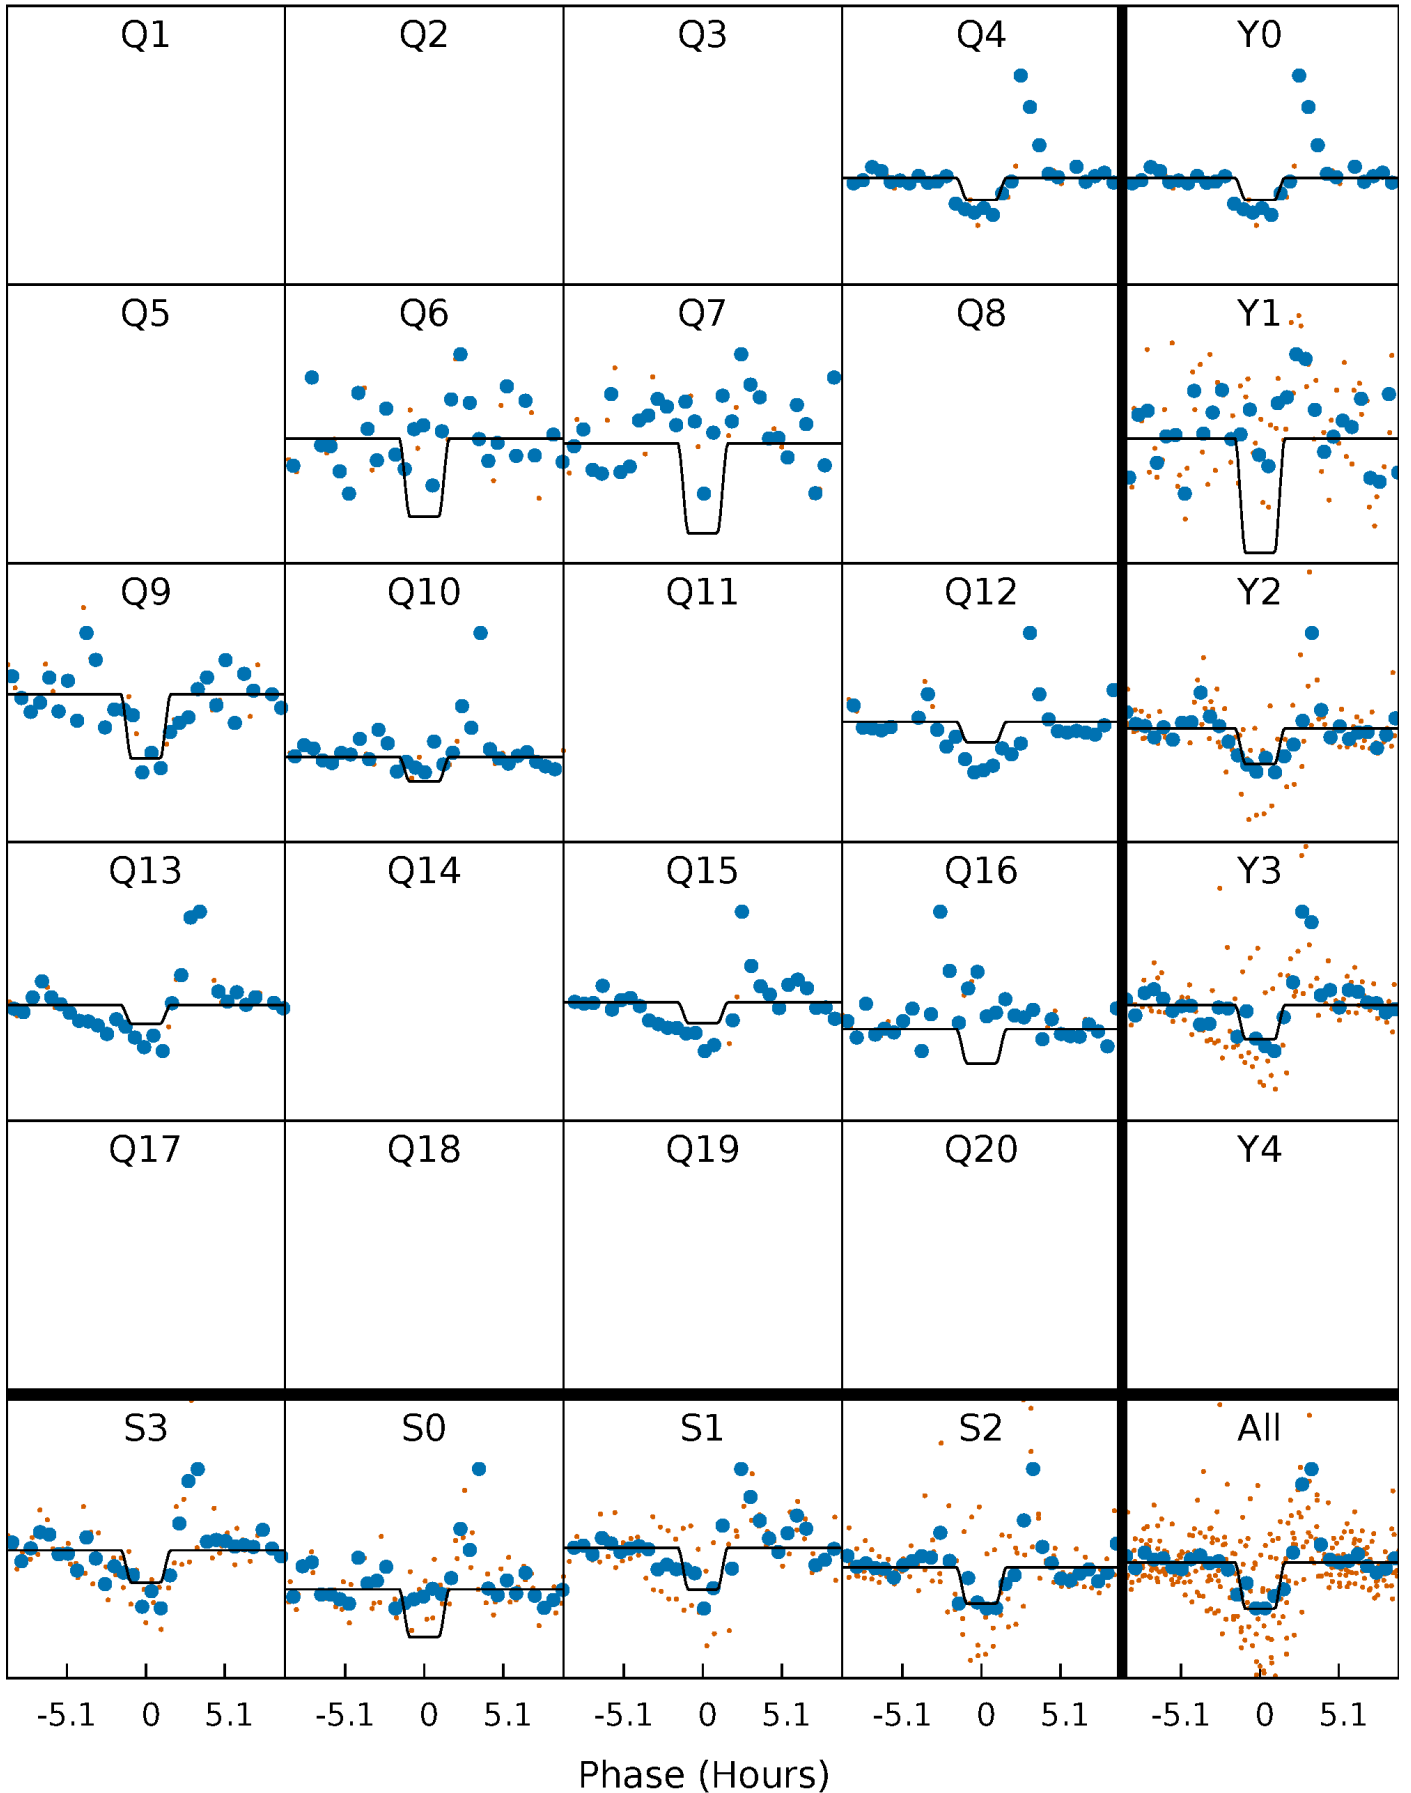 Q1 Q2 Q3 Q4 Y0
Q5 Q6 Q7 Q8 Y1
Q9 Q10 Q11 Q12 Y2
Q13 Q14 Q15 Q16 Y3
Q17 Q18 Q19 Q20 Y4
S3 S0 S1 S2 All
-5.1 0 5.1 -5.1 0 5.1 -5.1 0 5.1 -5.1 0 5.1 -5.1 0 5.1
Phase (Hours)